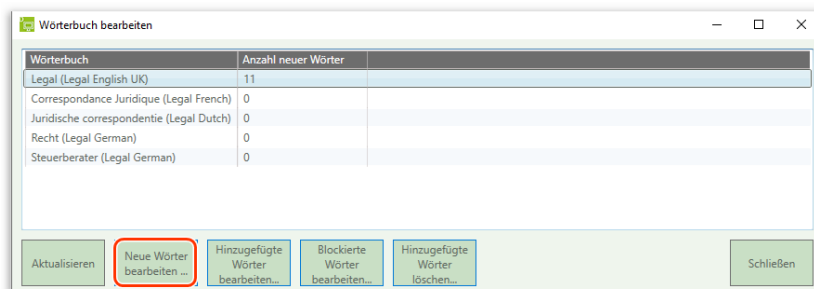 Wörterbuch bearbeiten
Wörterbuch Anzahl neuer Wörter
Legal (Legal English UK) 11
Correspondance Juridique (Legal French) 0
Juridische correspondentie (Legal Dutch) 0
Recht (Legal German) 0
Steuerberater (Legal German) 0
Aktualisieren
Neue Wörter
bearbeiten ...
Hinzugefügte
Wörter
bearbeiten...
Blockierte
Wörter
bearbeiten...
Hinzugefügte
Wörter
löschen...
Schließen